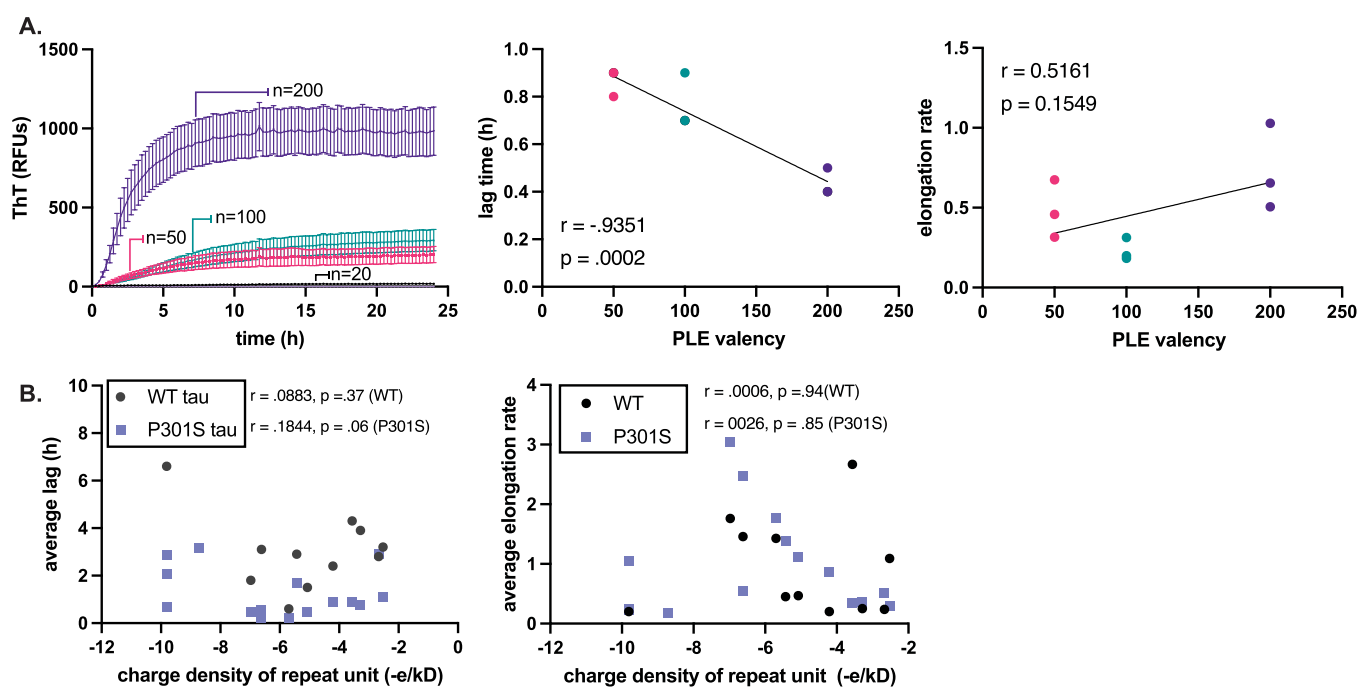 A.
1500
1000
500
0
ThT (RFUs)
n=200
n=100
n=50
n=20
0 5 10 15 20 25
time (h)
1.0
0.8
0.6
0.4
0.2
0.0
lag time (h)
r = -.9351
p = .0002
0 50 100 150 200 250
PLE valency
1.5
1.0
0.5
0.0
elongation rate
r = 0.5161
p = 0.1549
0 50 100 150 200 250
PLE valency
B.
10
8
6
4
2
0
average lag (h)
WT tau
P301S tau
r = .0883, p =.37 (WT)
r = .1844, p = .06 (P301S)
-12 -10 -8 -6 -4 -2 0
charge density of repeat unit (-e/kD)
4
3
2
1
0
average elongation rate
WT
P301S
r = .0006, p =.94(WT)
r = 0026, p = .85 (P301S)
-12 -10 -8 -6 -4 -2
charge density of repeat unit (-e/kD)